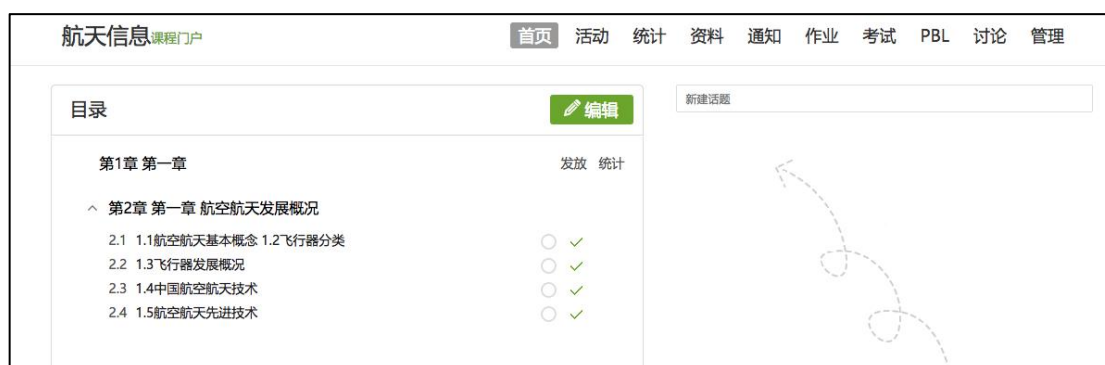 航天信息课程门户
首页 活动 统计 资料 通知 作业 考试 PBL 讨论 管理
目录 编辑
新建话题
第1章 第一章 发放 统计
第2章 第一章 航空航天发展概况
2.1 1.1航空航天基本概念 1.2飞行器分类
2.2 1.3飞行器发展概况
2.3 1.4中国航空航天技术
2.4 1.5航空航天先进技术